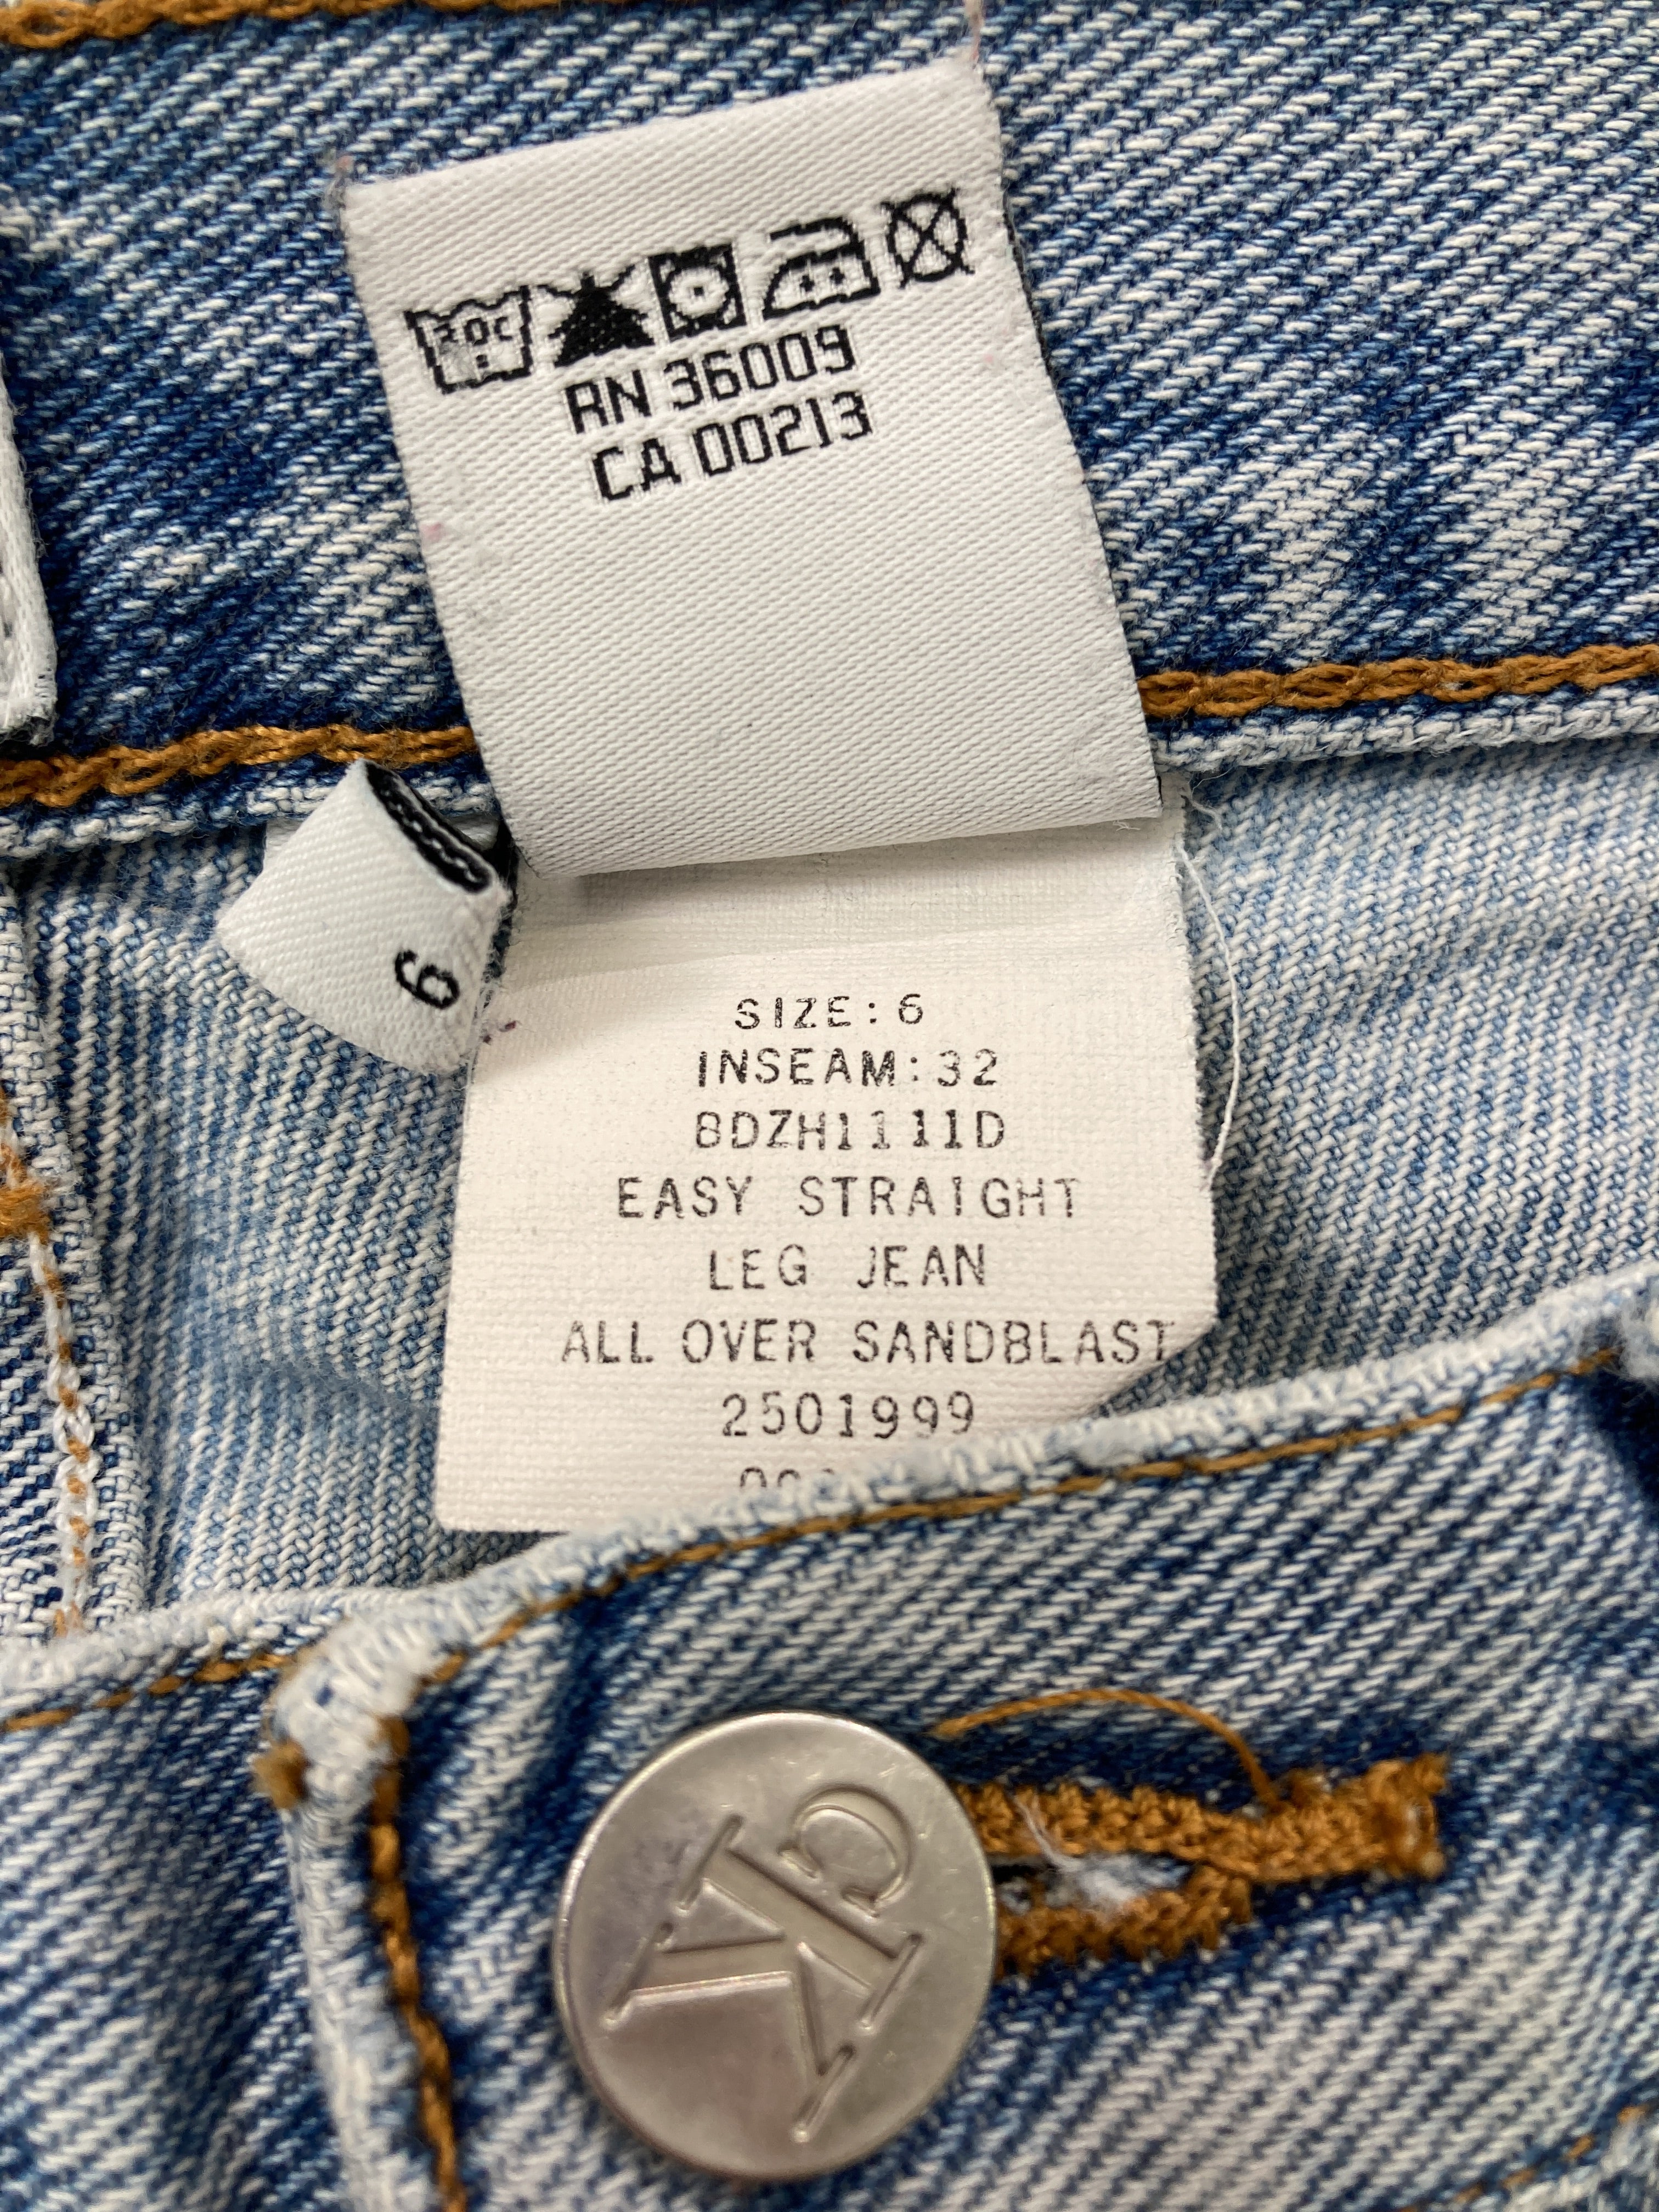 20C
RN 36009
CA 00213
6
SIZE:6
INSEAM:32
8DZH1111D
EASY STRAIGHT
LEG JEAN
ALL OVER SANDBLAST
2501999
cK